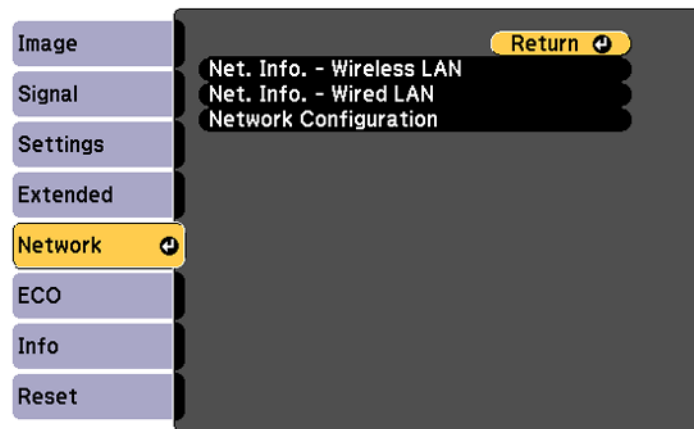 Image
Signal
Settings
Extended
Network
ECO
Info
Reset
Return
Net. Info. - Wireless LAN
Net. Info. - Wired LAN
Network Configuration